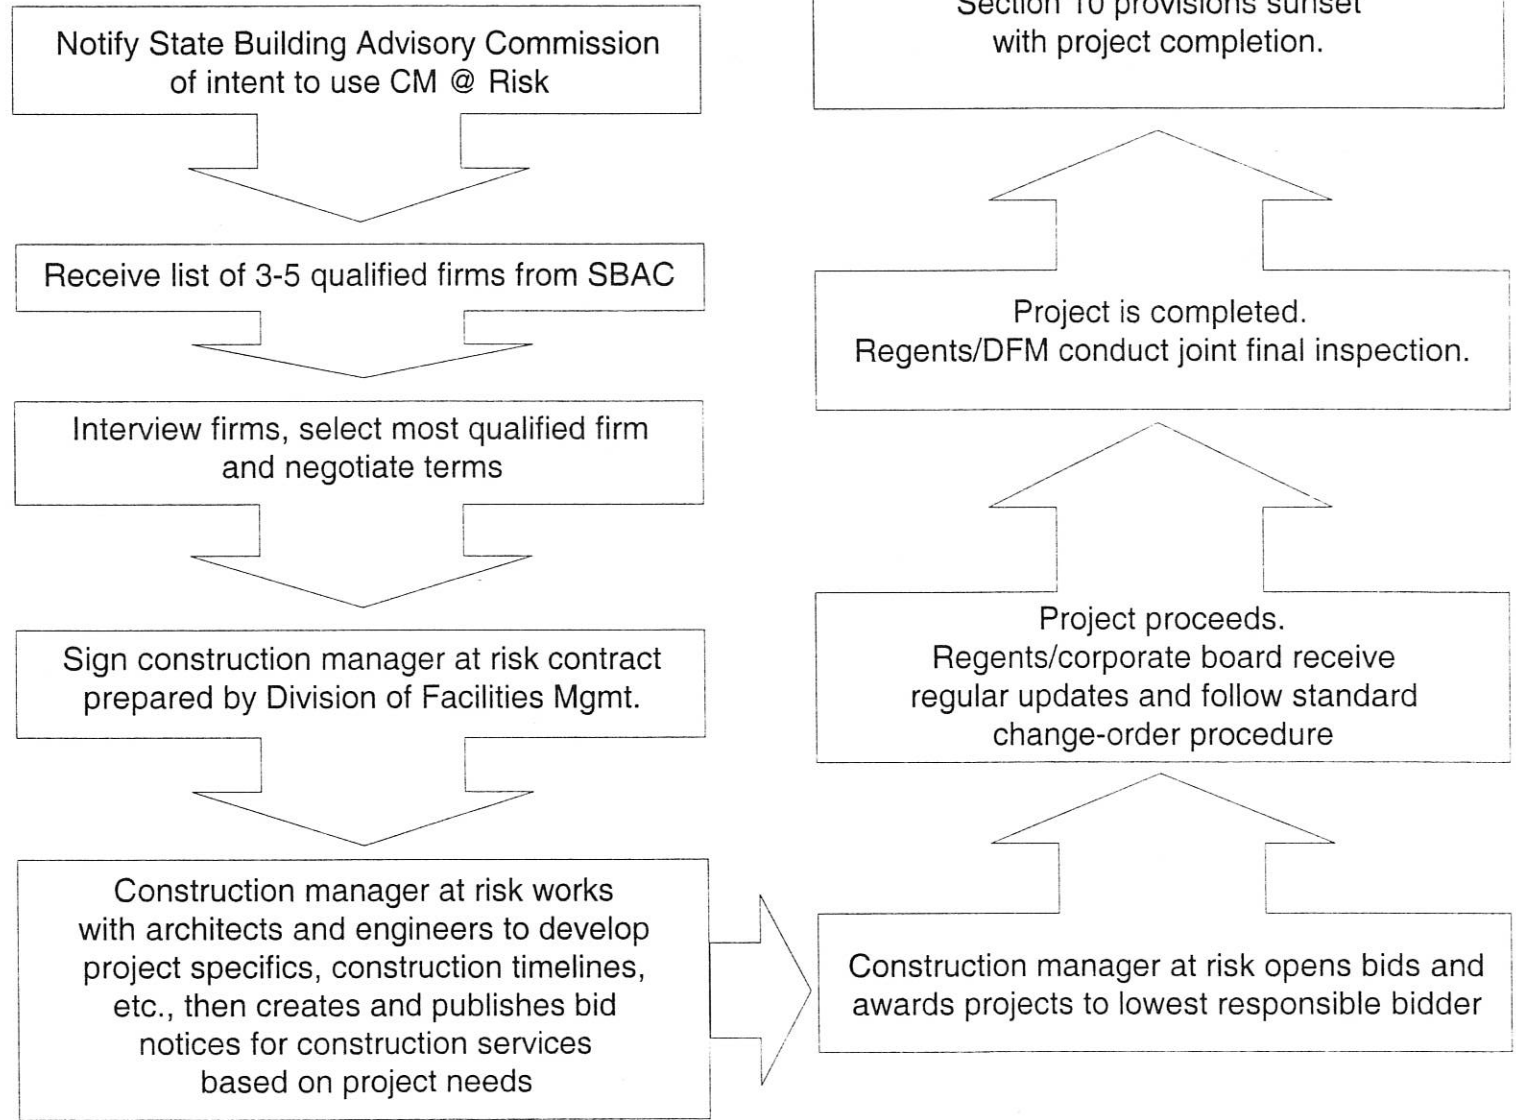 Notify State Building Advisory Commission
of intent to use CM @ Risk
Receive list of 3-5 qualified firms from SBAC
Interview firms, select most qualified firm
and negotiate terms
Sign construction manager at risk contract
prepared by Division of Facilities Mgmt.
Construction manager at risk works
with architects and engineers to develop
project specifics, construction timelines,
etc., then creates and publishes bid
notices for construction services
based on project needs
Construction manager at risk opens bids and
awards projects to lowest responsible bidder
Project proceeds.
Regents/corporate board receive
regular updates and follow standard
change-order procedure
Project is completed.
Regents/DFM conduct joint final inspection.
Section 10 provisions sunset
with project completion.